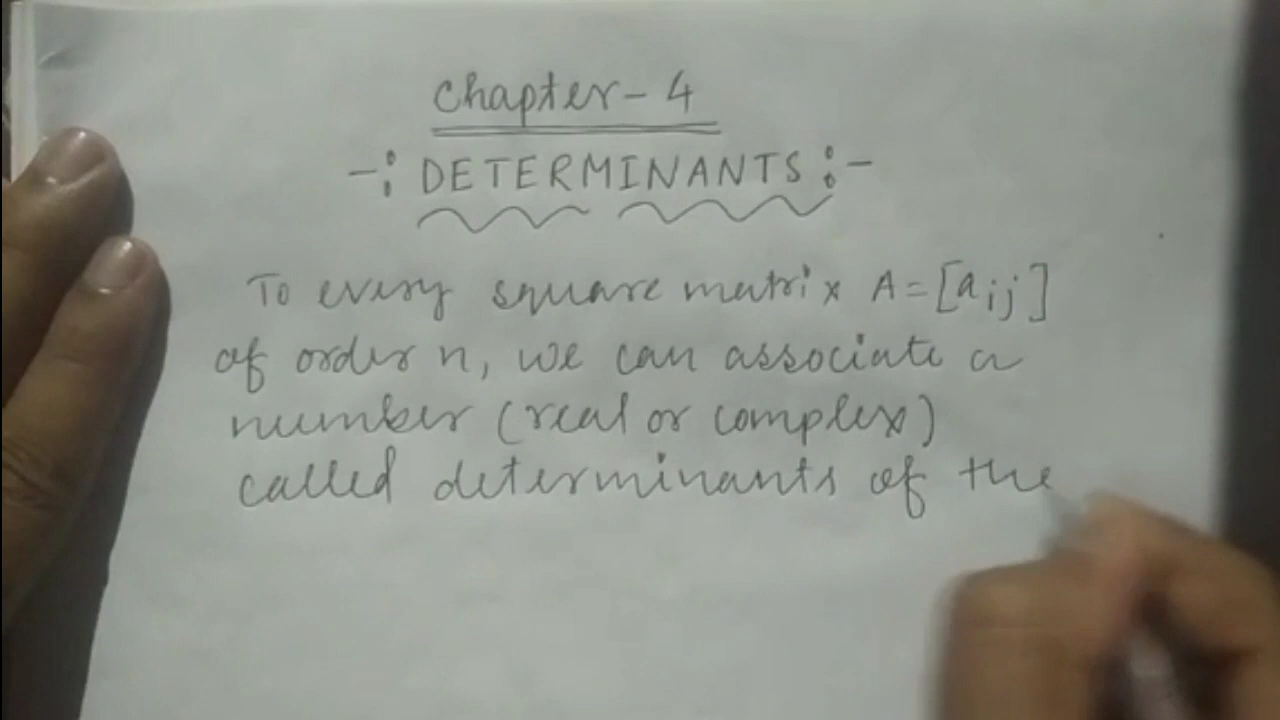 Chapter-4
-: DETERMINANTS :-
To every square matrix A=[aij]
of order n, we can associate a
number (real or complex)
called determinants of the